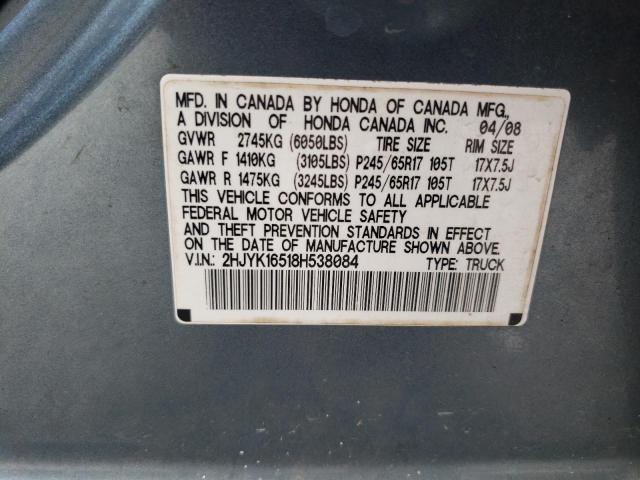 MFD. IN CANADA BY HONDA OF CANADA MFG.,
A DIVISION OF HONDA CANADA INC. 04/08
GVWR 2745KG (6050LBS) TIRE SIZE RIM SIZE
GAWR F 1410KG (3105LBS) P245/65R17 105T 17X7.5J
GAWR R 1475KG (3245LBS) P245/65R17 105T 17X7.5J
THIS VEHICLE CONFORMS TO ALL APPLICABLE
FEDERAL MOTOR VEHICLE SAFETY
AND THEFT PREVENTION STANDARDS IN EFFECT
ON THE DATE OF MANUFACTURE SHOWN ABOVE.
V.I.N.: 2HJYK16518H538084 TYPE: TRUCK